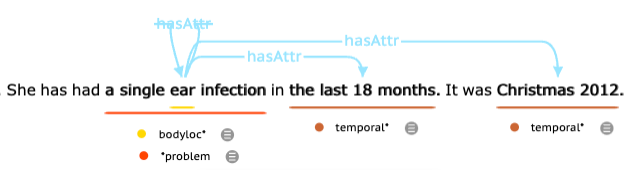 hasAttr
hasAttr
hasAttr
. She has had a single ear infection in the last 18 months. It was Christmas 2012.
bodyloc* temporal* temporal*
*problem